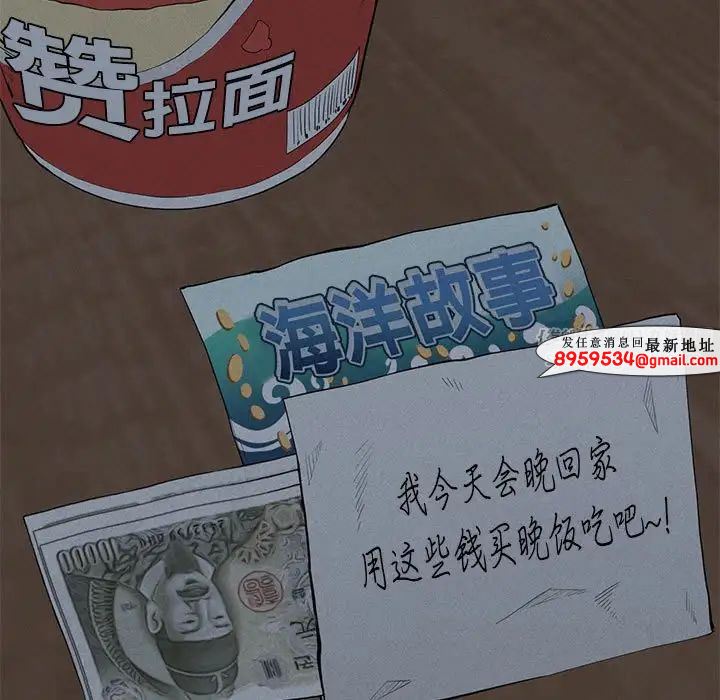 赞拉面
海洋故事
发任意消息回最新地址
8959534@gmail.com
我今天会晚回家
用这些钱买晚饭吃吧~!
10000